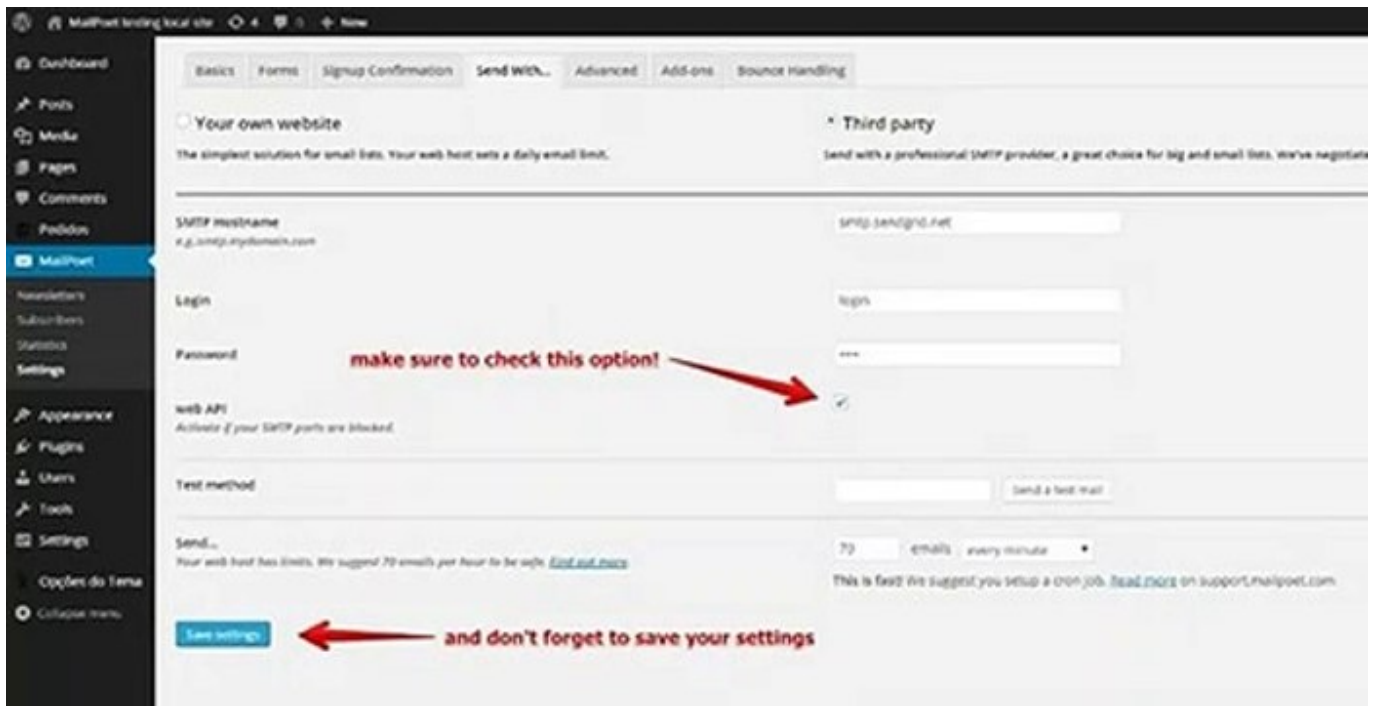 MailPoet testing local site 4 + New
Dashboard
Posts
Media
Pages
Comments
Pedidos
MailPoet
Newsletters
Subscribers
Statistics
Settings
Appearance
Plugins
Users
Tools
Settings
Opções do Tema
Collapse menu
Basics Forms Signup Confirmation Send With... Advanced Add-ons Bounce Handling
Your own website
The simplest solution for small lists. Your web host sets a daily email limit.
Third party
Send with a professional SMTP provider, a great choice for big and small lists. We've negotiate
SMTP Hostname
e.g.:smtp.mydomain.com
smtp.sendgrid.net
Login
login
Password
make sure to check this option!
web API
Activate if your SMTP ports are blocked.
Test method
Send a test mail
Send...
Your web host has limits. We suggest 70 emails per hour to be safe. Find out more
70 emails every minute
This is fast! We suggest you setup a cron job. Read more on support.mailpoet.com
Save settings
and don't forget to save your settings